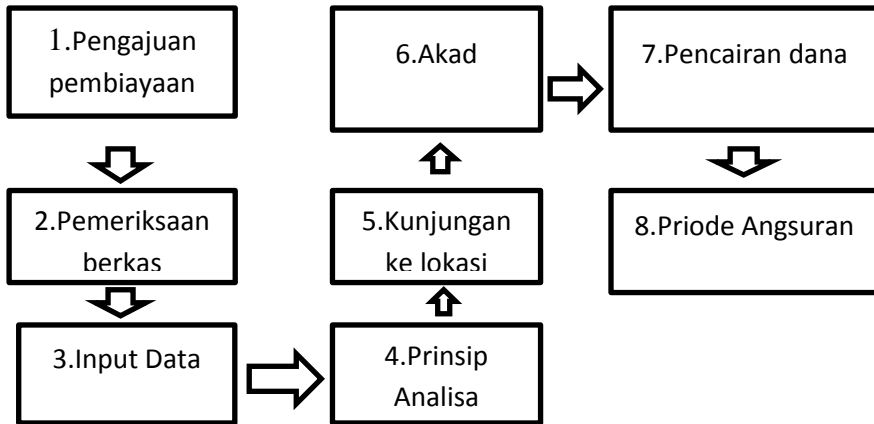 1.Pengajuan
pembiayaan
2.Pemeriksaan
berkas
3.Input Data
4.Prinsip
Analisa
5.Kunjungan
ke lokasi
6.Akad
7.Pencairan dana
8.Priode Angsuran